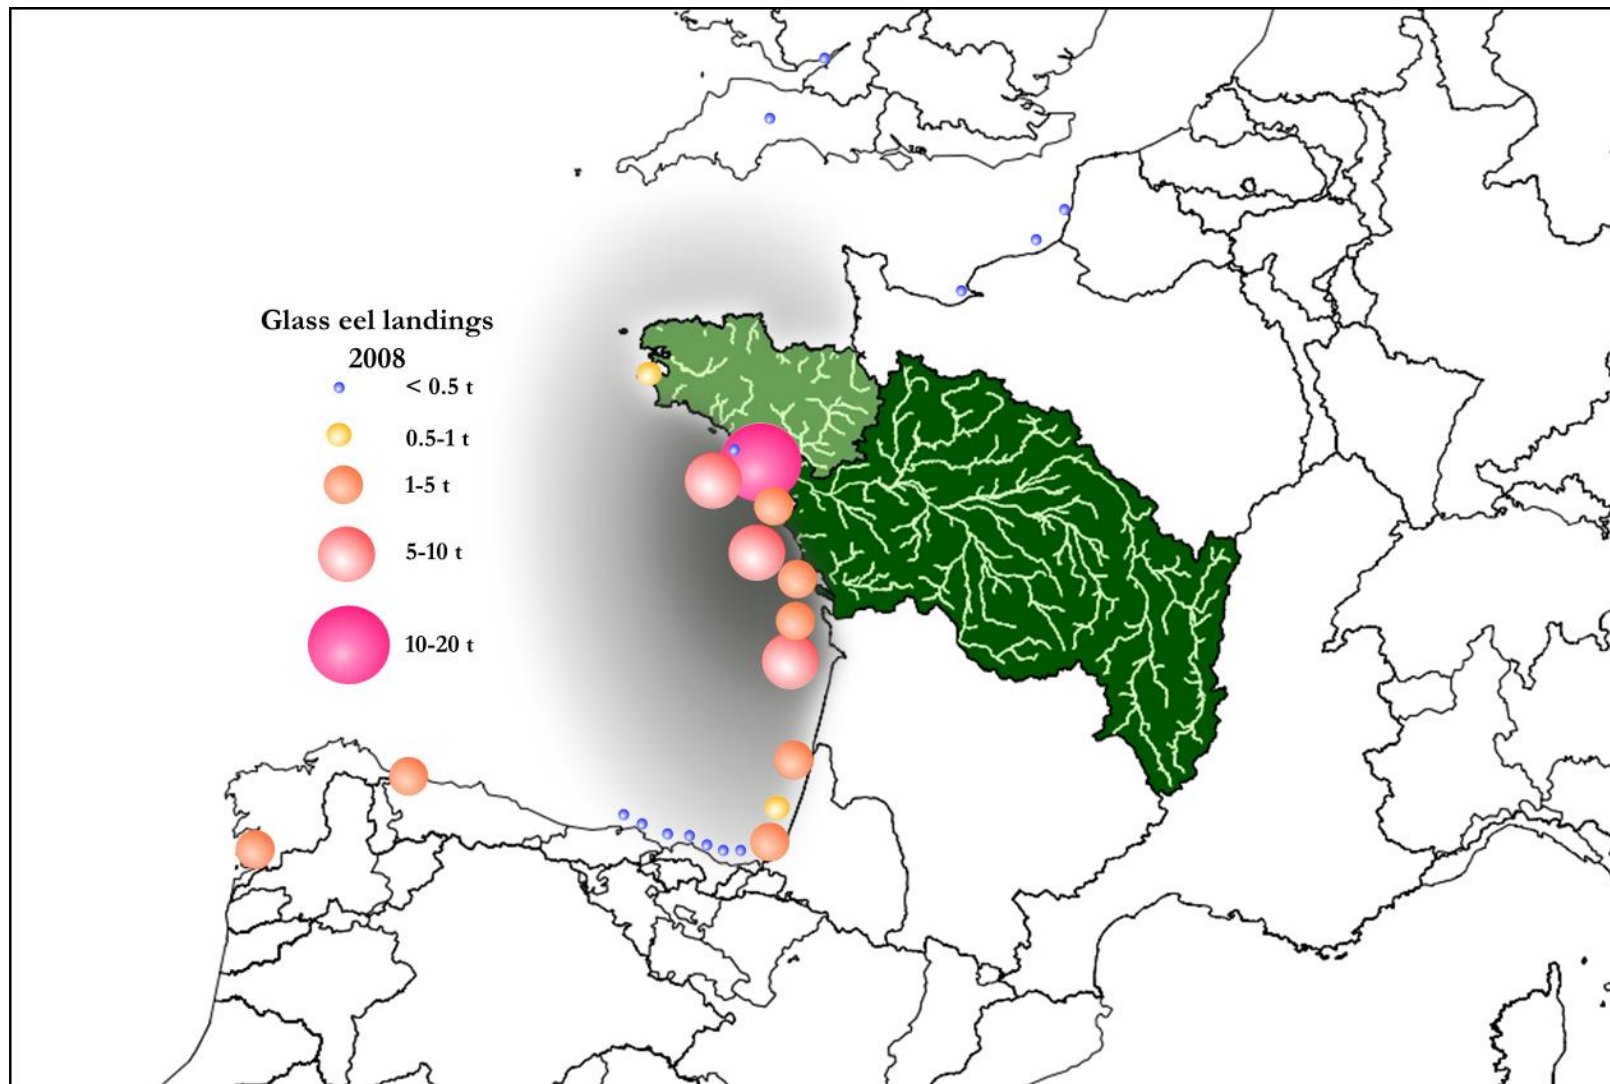 Glass eel landings
2008
< 0.5 t
0.5-1 t
1-5 t
5-10 t
10-20 t